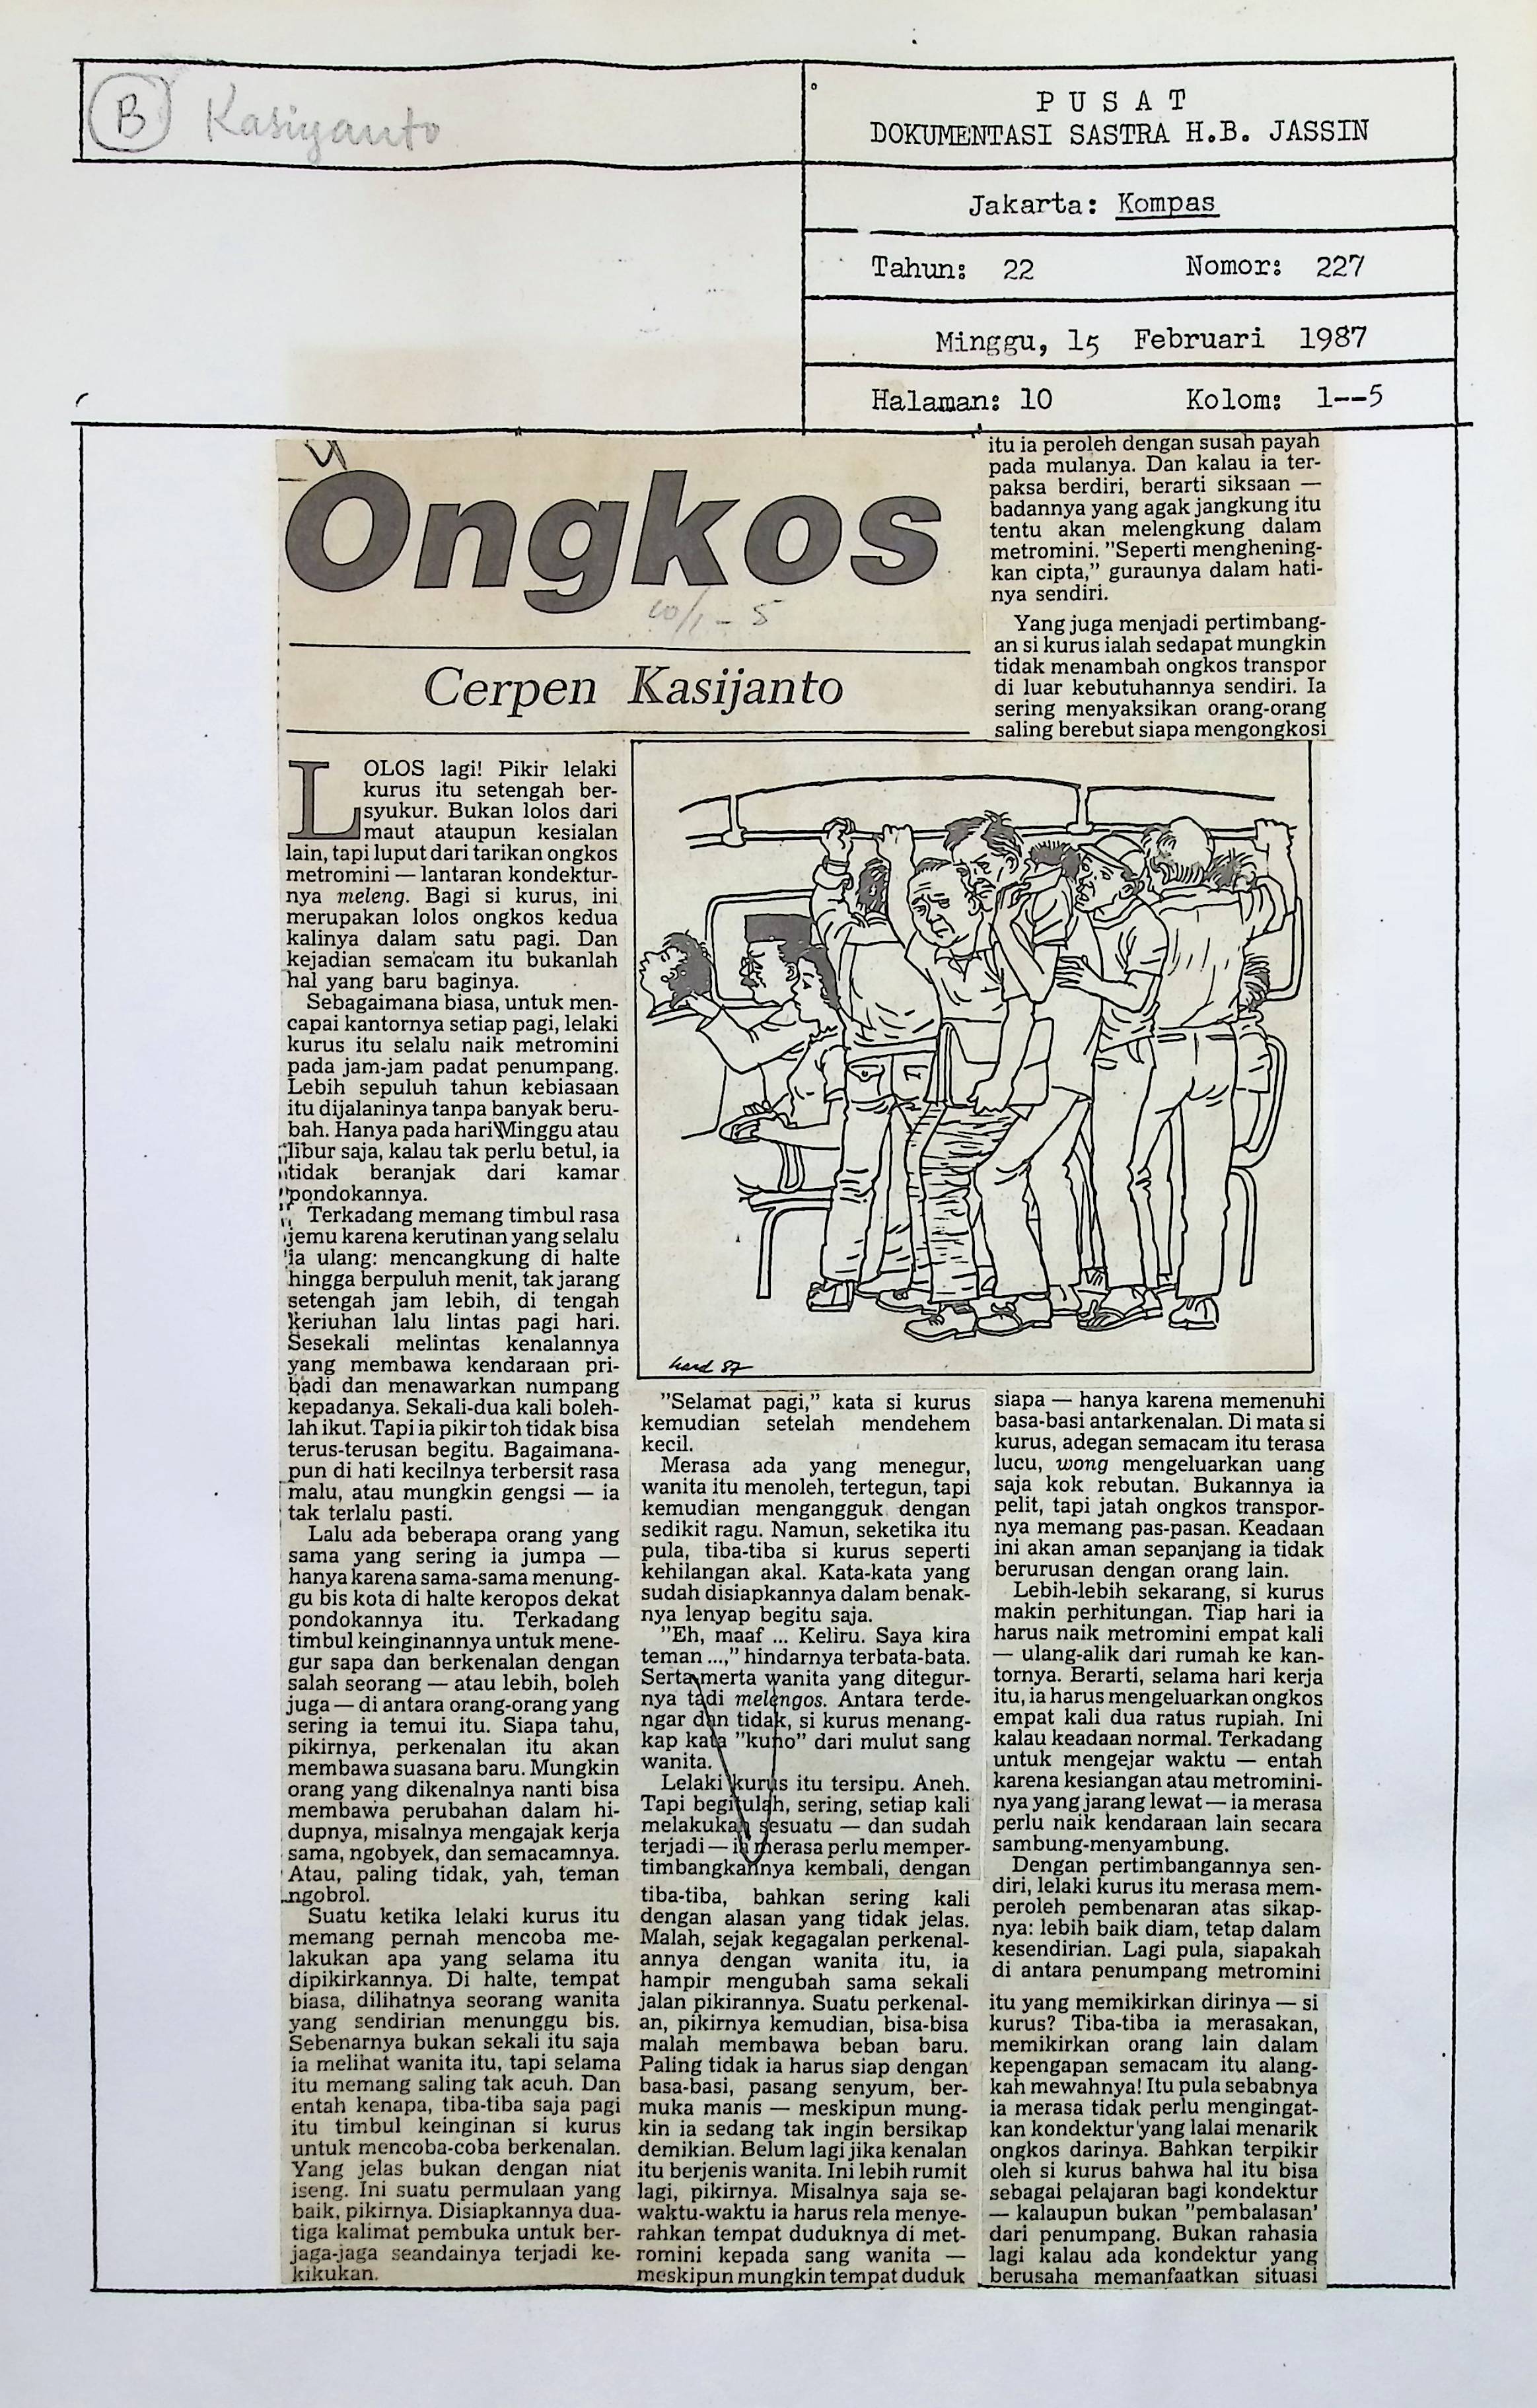 B Kasiyanto
PUSAT
DOKUMENTASI SASTRA H.B. JASSIN
Jakarta: Kompas
Tahun: 22 Nomor: 227
Minggu, 15 Februari 1987
Halaman: 10 Kolom: 1--5
Ongkos
10/1 - 5
Cerpen Kasijanto
LOLOS lagi! Pikir lelaki
kurus itu setengah ber-
syukur. Bukan lolos dari
maut ataupun kesialan
lain, tapi luput dari tarikan ongkos
metromini — lantaran kondektur-
nya meleng. Bagi si kurus, ini
merupakan lolos ongkos kedua
kalinya dalam satu pagi. Dan
kejadian semacam itu bukanlah
hal yang baru baginya.
Sebagaimana biasa, untuk men-
capai kantornya setiap pagi, lelaki
kurus itu selalu naik metromini
pada jam-jam padat penumpang.
Lebih sepuluh tahun kebiasaan
itu dijalaninya tanpa banyak beru-
bah. Hanya pada hari Minggu atau
libur saja, kalau tak perlu betul, ia
tidak beranjak dari kamar
pondokannya.
Terkadang memang timbul rasa
jemu karena kerutinan yang selalu
ia ulang: mencangkung di halte
hingga berpuluh menit, tak jarang
setengah jam lebih, di tengah
keriuhan lalu lintas pagi hari.
Sesekali melintas kenalannya
yang membawa kendaraan pri-
badi dan menawarkan numpang
kepadanya. Sekali-dua kali boleh-
lah ikut. Tapi ia pikir toh tidak bisa
terus-terusan begitu. Bagaimana-
pun di hati kecilnya terbersit rasa
malu, atau mungkin gengsi — ia
tak terlalu pasti.
Lalu ada beberapa orang yang
sama yang sering ia jumpa —
hanya karena sama-sama menung-
gu bis kota di halte keropos dekat
pondokannya itu. Terkadang
timbul keinginannya untuk mene-
gur sapa dan berkenalan dengan
salah seorang — atau lebih, boleh
juga — di antara orang-orang yang
sering ia temui itu. Siapa tahu,
pikirnya, perkenalan itu akan
membawa suasana baru. Mungkin
orang yang dikenalnya nanti bisa
membawa perubahan dalam hi-
dupnya, misalnya mengajak kerja
sama, ngobyek, dan semacamnya.
Atau, paling tidak, yah, teman
ngobrol.
Suatu ketika lelaki kurus itu
memang pernah mencoba me-
lakukan apa yang selama itu
dipikirkannya. Di halte, tempat
biasa, dilihatnya seorang wanita
yang sendirian menunggu bis.
Sebenarnya bukan sekali itu saja
ia melihat wanita itu, tapi selama
itu memang saling tak acuh. Dan
entah kenapa, tiba-tiba saja pagi
itu timbul keinginan si kurus
untuk mencoba-coba berkenalan.
Yang jelas bukan dengan niat
iseng. Ini suatu permulaan yang
baik, pikirnya. Disiapkannya dua-
tiga kalimat pembuka untuk ber-
jaga-jaga seandainya terjadi ke-
kikukan.
hard 87
"Selamat pagi," kata si kurus
kemudian setelah mendehem
kecil.
Merasa ada yang menegur,
wanita itu menoleh, tertegun, tapi
kemudian mengangguk dengan
sedikit ragu. Namun, seketika itu
pula, tiba-tiba si kurus seperti
kehilangan akal. Kata-kata yang
sudah disiapkannya dalam benak-
nya lenyap begitu saja.
"Eh, maaf ... Keliru. Saya kira
teman ...," hindarnya terbata-bata.
Serta merta wanita yang ditegur-
nya tadi melengos. Antara terde-
ngar dan tidak, si kurus menang-
kap kata "kuno" dari mulut sang
wanita.
Lelaki kurus itu tersipu. Aneh.
Tapi begitulah, sering, setiap kali
melakukan sesuatu — dan sudah
terjadi — ia merasa perlu memper-
timbangkannya kembali, dengan
tiba-tiba, bahkan sering kali
dengan alasan yang tidak jelas.
Malah, sejak kegagalan perkenal-
annya dengan wanita itu, ia
hampir mengubah sama sekali
jalan pikirannya. Suatu perkenal-
an, pikirnya kemudian, bisa-bisa
malah membawa beban baru.
Paling tidak ia harus siap dengan
basa-basi, pasang senyum, ber-
muka manis — meskipun mung-
kin ia sedang tak ingin bersikap
demikian. Belum lagi jika kenalan
itu berjenis wanita. Ini lebih rumit
lagi, pikirnya. Misalnya saja se-
waktu-waktu ia harus rela menye-
rahkan tempat duduknya di met-
romini kepada sang wanita —
meskipun mungkin tempat duduk
itu ia peroleh dengan susah payah
pada mulanya. Dan kalau ia ter-
paksa berdiri, berarti siksaan —
badannya yang agak jangkung itu
tentu akan melengkung dalam
metromini. "Seperti menghening-
kan cipta," guraunya dalam hati-
nya sendiri.
Yang juga menjadi pertimbang-
an si kurus ialah sedapat mungkin
tidak menambah ongkos transpor
di luar kebutuhannya sendiri. Ia
sering menyaksikan orang-orang
saling berebut siapa mengongkosi
siapa — hanya karena memenuhi
basa-basi antarkenalan. Di mata si
kurus, adegan semacam itu terasa
lucu, wong mengeluarkan uang
saja kok rebutan. Bukannya ia
pelit, tapi jatah ongkos transpor-
nya memang pas-pasan. Keadaan
ini akan aman sepanjang ia tidak
berurusan dengan orang lain.
Lebih-lebih sekarang, si kurus
makin perhitungan. Tiap hari ia
harus naik metromini empat kali
— ulang-alik dari rumah ke kan-
tornya. Berarti, selama hari kerja
itu, ia harus mengeluarkan ongkos
empat kali dua ratus rupiah. Ini
kalau keadaan normal. Terkadang
untuk mengejar waktu — entah
karena kesiangan atau metromini-
nya yang jarang lewat — ia merasa
perlu naik kendaraan lain secara
sambung-menyambung.
Dengan pertimbangannya sen-
diri, lelaki kurus itu merasa mem-
peroleh pembenaran atas sikap-
nya: lebih baik diam, tetap dalam
kesendirian. Lagi pula, siapakah
di antara penumpang metromini
itu yang memikirkan dirinya — si
kurus? Tiba-tiba ia merasakan,
memikirkan orang lain dalam
kepengapan semacam itu alang-
kah mewahnya! Itu pula sebabnya
ia merasa tidak perlu mengingat-
kan kondektur yang lalai menarik
ongkos darinya. Bahkan terpikir
oleh si kurus bahwa hal itu bisa
sebagai pelajaran bagi kondektur
— kalaupun bukan "pembalasan'
dari penumpang. Bukan rahasia
lagi kalau ada kondektur yang
berusaha memanfaatkan situasi